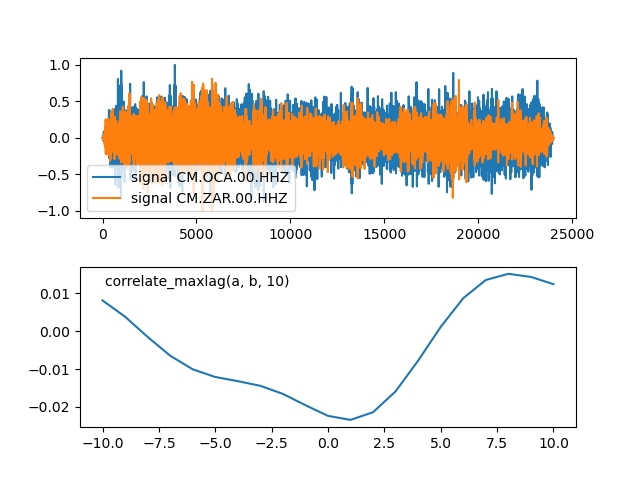 1.0
0.5
0.0
−0.5
−1.0
signal CM.OCA.00.HHZ
signal CM.ZAR.00.HHZ
0 5000 10000 15000 20000 25000
correlate_maxlag(a, b, 10)
0.01
0.00
−0.01
−0.02
−10.0 −7.5 −5.0 −2.5 0.0 2.5 5.0 7.5 10.0